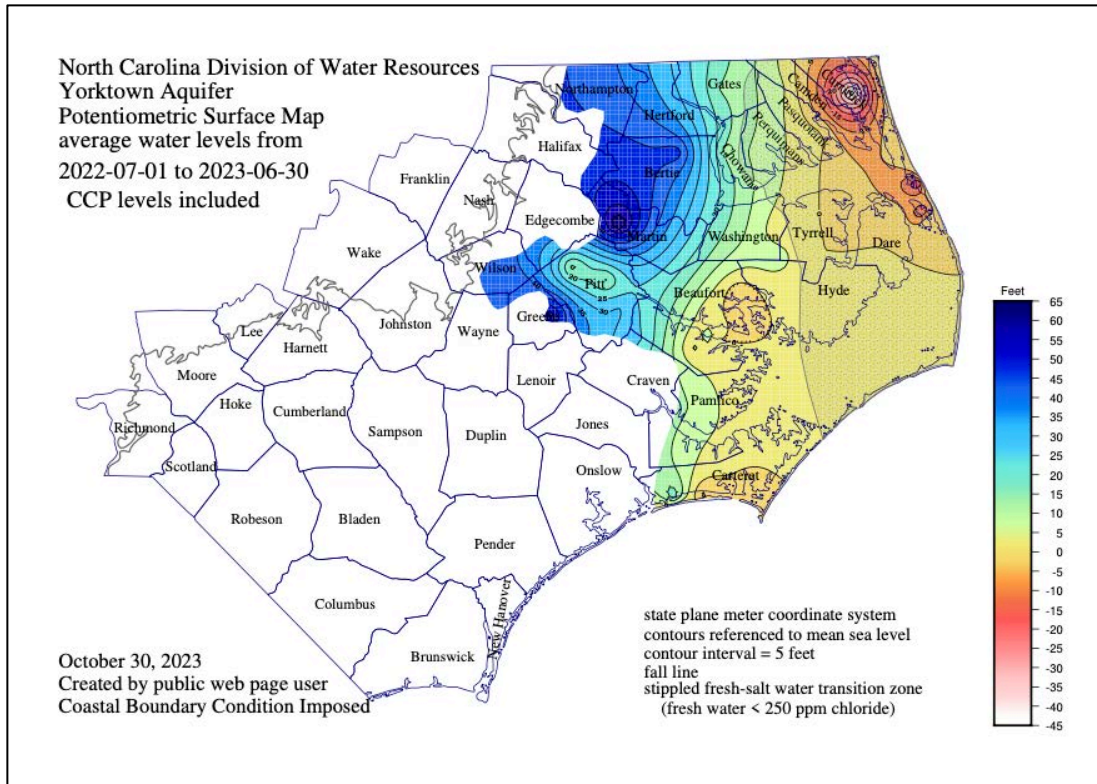 North Carolina Division of Water Resources
Yorktown Aquifer
Potentiometric Surface Map
average water levels from
2022-07-01 to 2023-06-30
CCP levels included
Northampton
Gates
Camden
Currituck
Pasquotank
Perquimans
Hertford
Halifax
Chowan
Bertie
Franklin
Nash
Edgecombe
Martin
Washington
Tyrrell
Dare
Wake
Wilson
Pitt
Beaufort
Hyde
Greene
Johnston
Wayne
Lee
Harnett
Moore
Lenoir
Craven
Pamlico
Hoke
Cumberland
Sampson
Duplin
Jones
Richmond
Scotland
Onslow
Carteret
Robeson
Bladen
Pender
Columbus
New Hanover
Brunswick
-15
0
20
25
30
Feet
65
60
55
50
45
40
35
30
25
20
15
10
5
0
-5
-10
-15
-20
-25
-30
-35
-40
-45
state plane meter coordinate system
contours referenced to mean sea level
contour interval = 5 feet
fall line
stippled fresh-salt water transition zone
(fresh water < 250 ppm chloride)
October 30, 2023
Created by public web page user
Coastal Boundary Condition Imposed